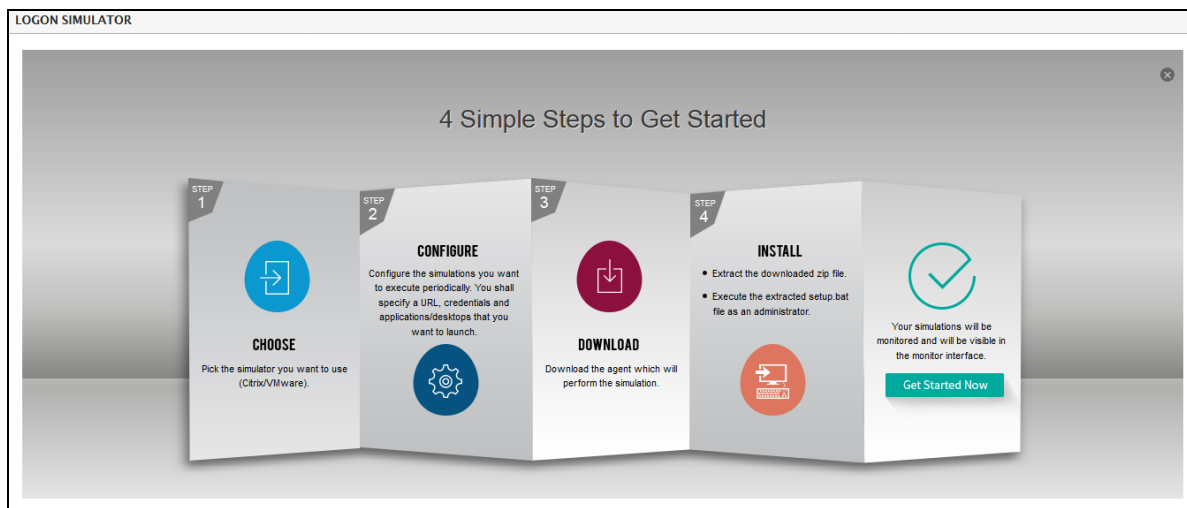 LOGON SIMULATOR
4 Simple Steps to Get Started
STEP
1
CHOOSE
Pick the simulator you want to use
(Citrix/VMware).
STEP
2
CONFIGURE
Configure the simulations you want
to execute periodically. You shall
specify a URL, credentials and
applications/desktops that you
want to launch.
STEP
3
DOWNLOAD
Download the agent which will
perform the simulation.
STEP
4
INSTALL
• Extract the downloaded zip file.
• Execute the extracted setup.bat
file as an administrator.
Your simulations will be
monitored and will be visible in
the monitor interface.
Get Started Now